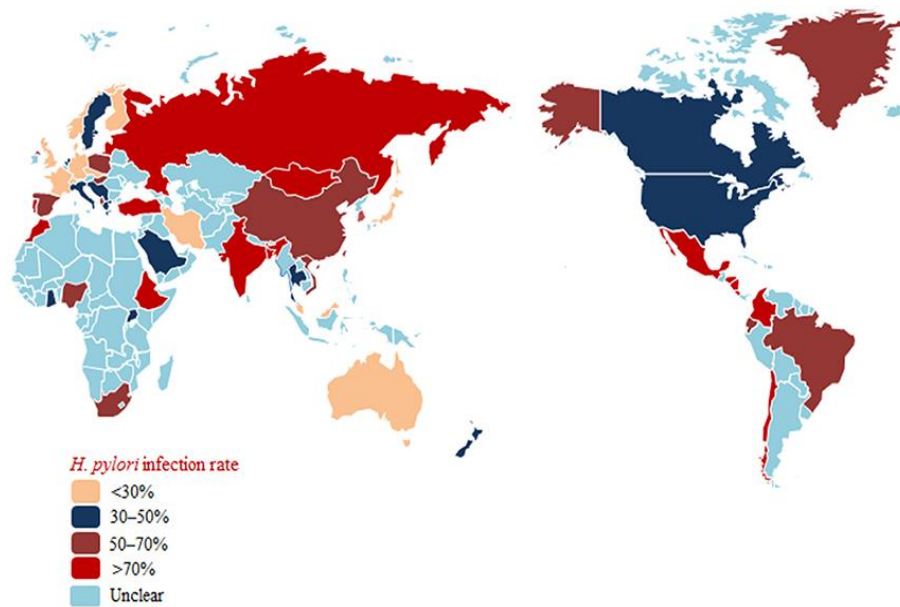 H. pylori infection rate
<30%
30–50%
50–70%
>70%
Unclear